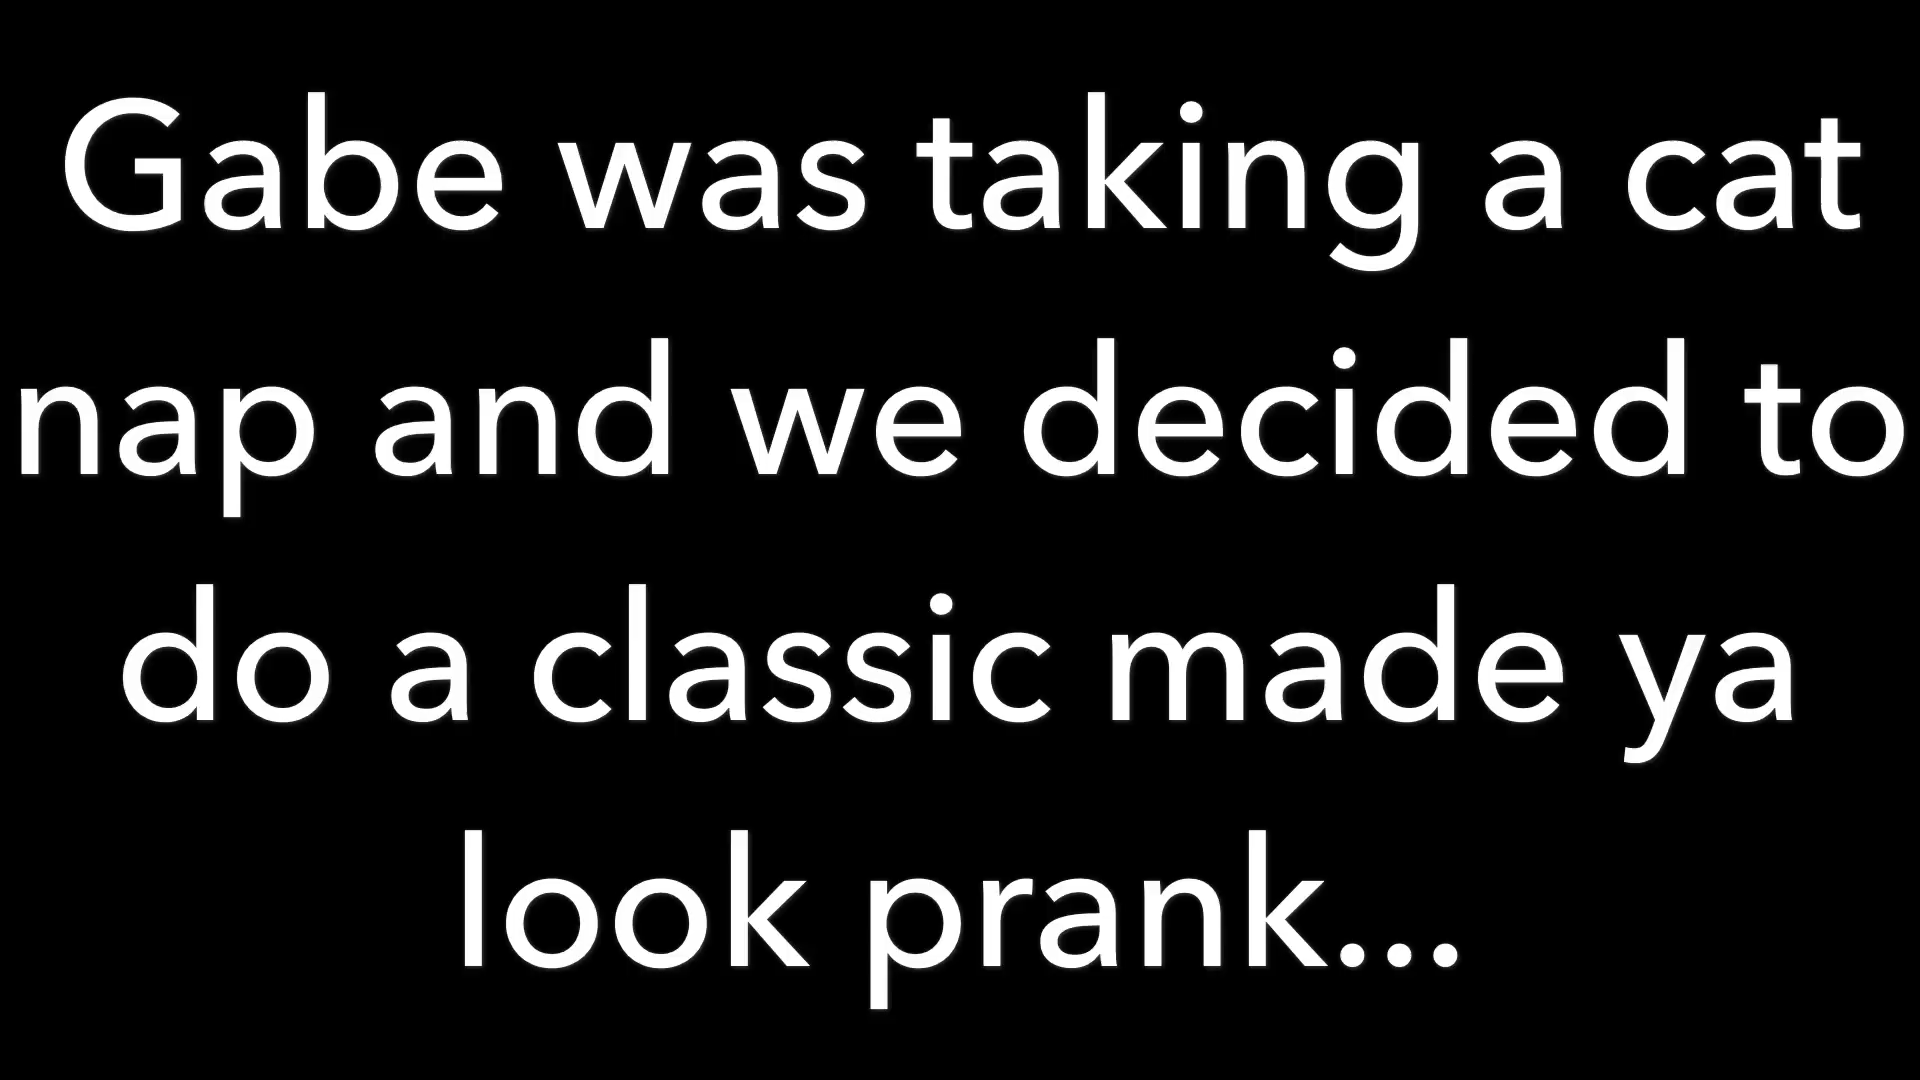 Gabe was taking a cat
nap and we decided to
do a classic made ya
look prank...